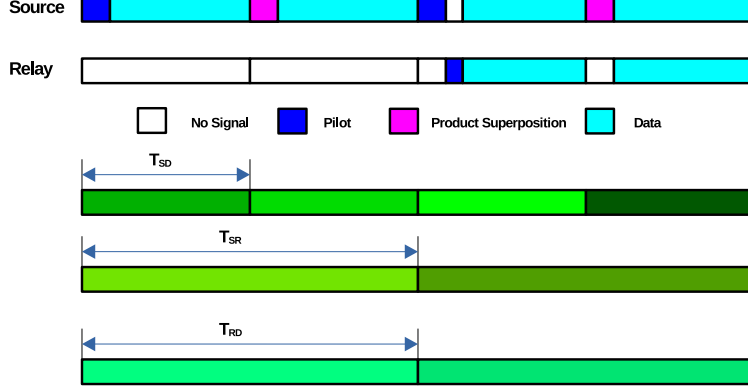 Source
Relay
No Signal Pilot Product Superposition Data
TSD
TSR
TRD